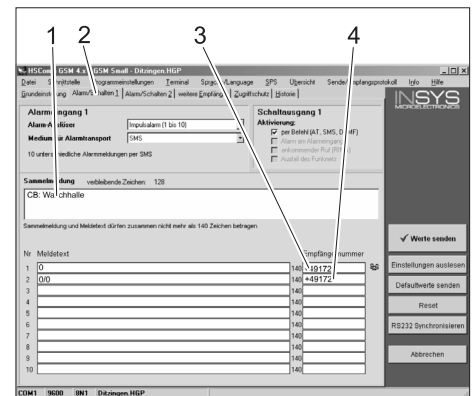 1 2 3 4
GSM Small - Ditzingen.HGP
Datei Schnittstelle Programmeinstellungen Terminal Sprache/Language SPS Übersicht Sende/Empfangsprotokoll Info Hilfe
Grundeinstellung Alarm/Schalten 1 Alarm/Schalten 2 weitere Empfänger Zugriffschutz Historie
INSYS
MICROELECTRONICS
Alarmeingang 1
Alarm-Auslöser Impulsalarm (1 bis 10)
Medium für Alarmtransport SMS
10 unterschiedliche Alarmmeldungen per SMS
Schaltausgang 1
Aktivierung:
per Befehl (AT, SMS, DTMF)
Alarm am Alarmeingang
ankommender Ruf (RING)
Ausfall des Funknetz
Sammelmeldung verbleibende Zeichen: 128
CB: Waschhalle
Sammelmeldung und Meldetext dürfen zusammen nicht mehr als 140 Zeichen betragen
Nr Meldetext Empfängernummer
1 0 140 +49172
2 0/0 140 +49172
3 140
4 140
5 140
6 140
7 140
8 140
9 140
10 140
Werte senden
Einstellungen auslesen
Defaultwerte senden
Reset
RS232 Synchronisieren
Abbrechen
COM1 9600 8N1 Ditzingen.HGP